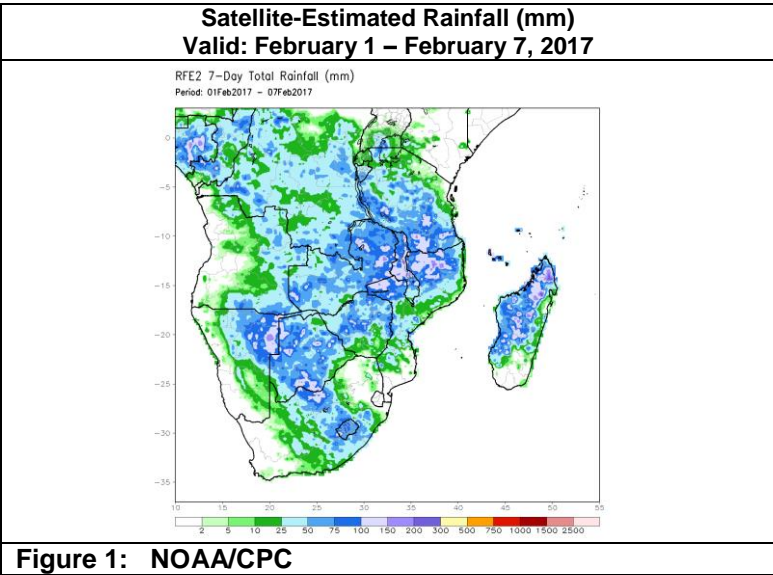 Satellite-Estimated Rainfall (mm)
Valid: February 1 – February 7, 2017
RFE2 7-Day Total Rainfall (mm)
Period: 01Feb2017 - 07Feb2017
0
-5
-10
-15
-20
-25
-30
-35
10 15 20 25 30 35 40 45 50 55
2 5 10 25 50 75 100 150 200 300 500 750 1000 1500 2500
Figure 1: NOAA/CPC